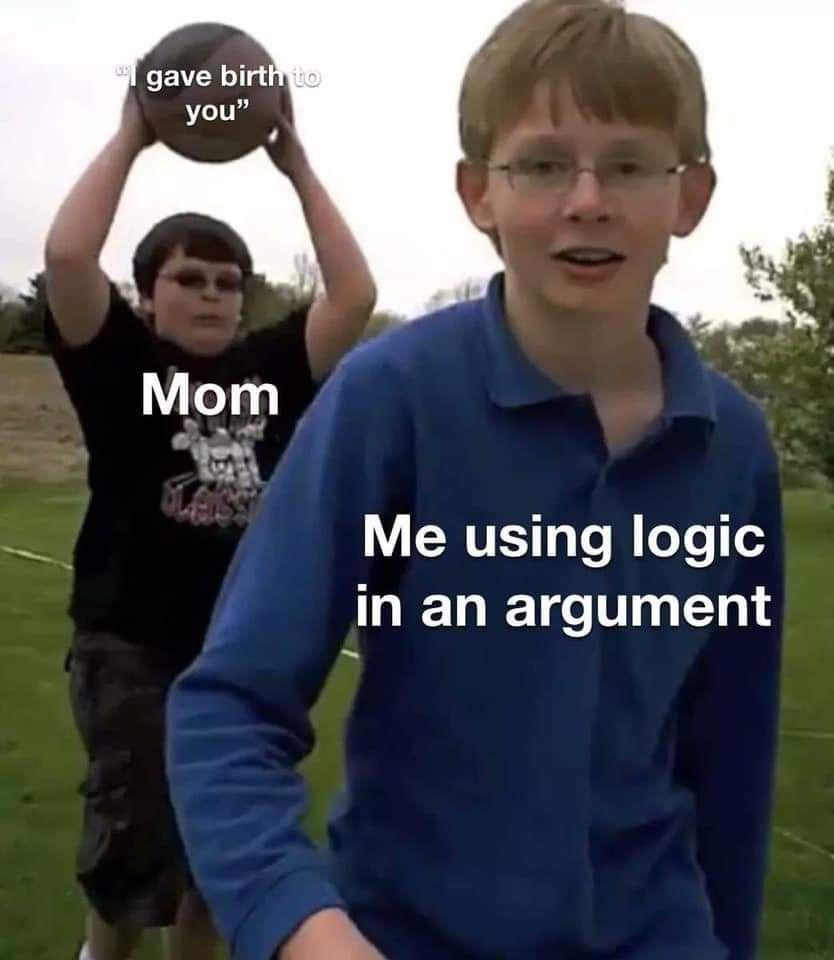 “I gave birth to
you”
Mom
Me using logic
in an argument